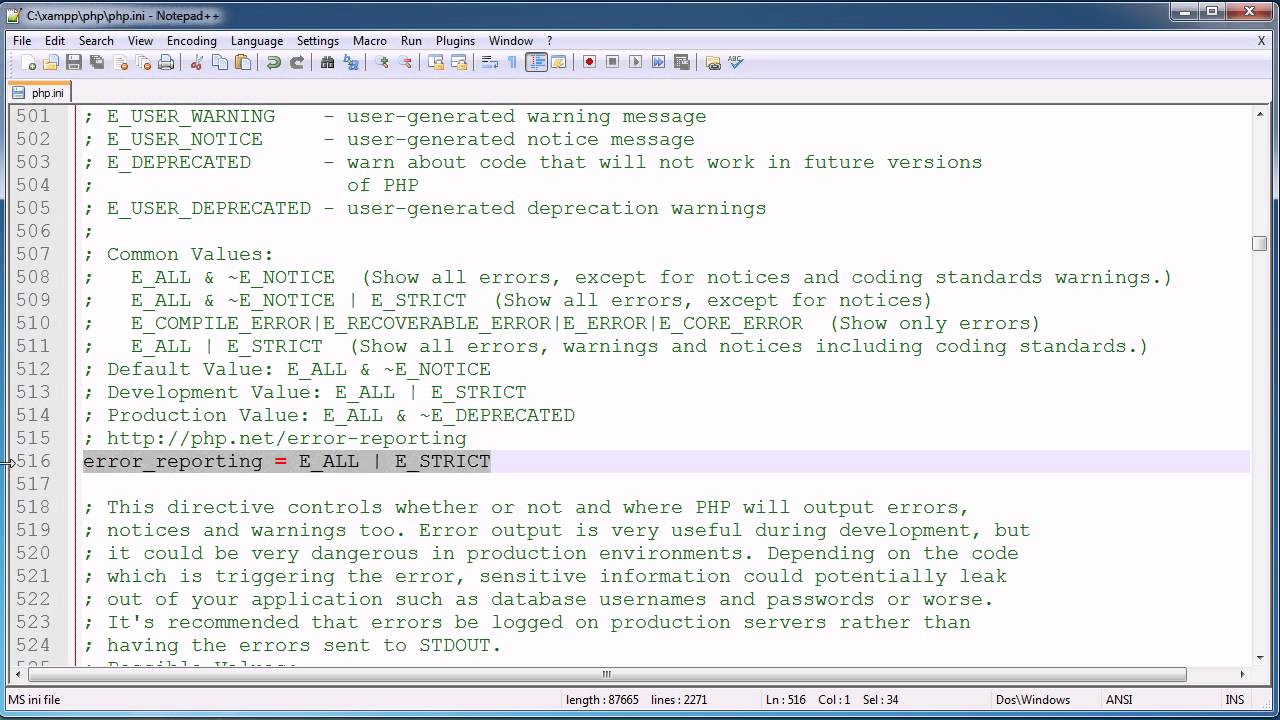 C:\xampp\php\php.ini - Notepad++
File Edit Search View Encoding Language Settings Macro Run Plugins Window ? X
php.ini
501 ; E_USER_WARNING - user-generated warning message
502 ; E_USER_NOTICE - user-generated notice message
503 ; E_DEPRECATED - warn about code that will not work in future versions
504 ; of PHP
505 ; E_USER_DEPRECATED - user-generated deprecation warnings
506 ;
507 ; Common Values:
508 ; E_ALL & ~E_NOTICE (Show all errors, except for notices and coding standards warnings.)
509 ; E_ALL & ~E_NOTICE | E_STRICT (Show all errors, except for notices)
510 ; E_COMPILE_ERROR|E_RECOVERABLE_ERROR|E_ERROR|E_CORE_ERROR (Show only errors)
511 ; E_ALL | E_STRICT (Show all errors, warnings and notices including coding standards.)
512 ; Default Value: E_ALL & ~E_NOTICE
513 ; Development Value: E_ALL | E_STRICT
514 ; Production Value: E_ALL & ~E_DEPRECATED
515 ; http://php.net/error-reporting
516 error_reporting = E_ALL | E_STRICT
517
518 ; This directive controls whether or not and where PHP will output errors,
519 ; notices and warnings too. Error output is very useful during development, but
520 ; it could be very dangerous in production environments. Depending on the code
521 ; which is triggering the error, sensitive information could potentially leak
522 ; out of your application such as database usernames and passwords or worse.
523 ; It's recommended that errors be logged on production servers rather than
524 ; having the errors sent to STDOUT.
525 ; Possible Values:
MS ini file length : 87665 lines : 2271 Ln : 516 Col : 1 Sel : 34 Dos\Windows ANSI INS